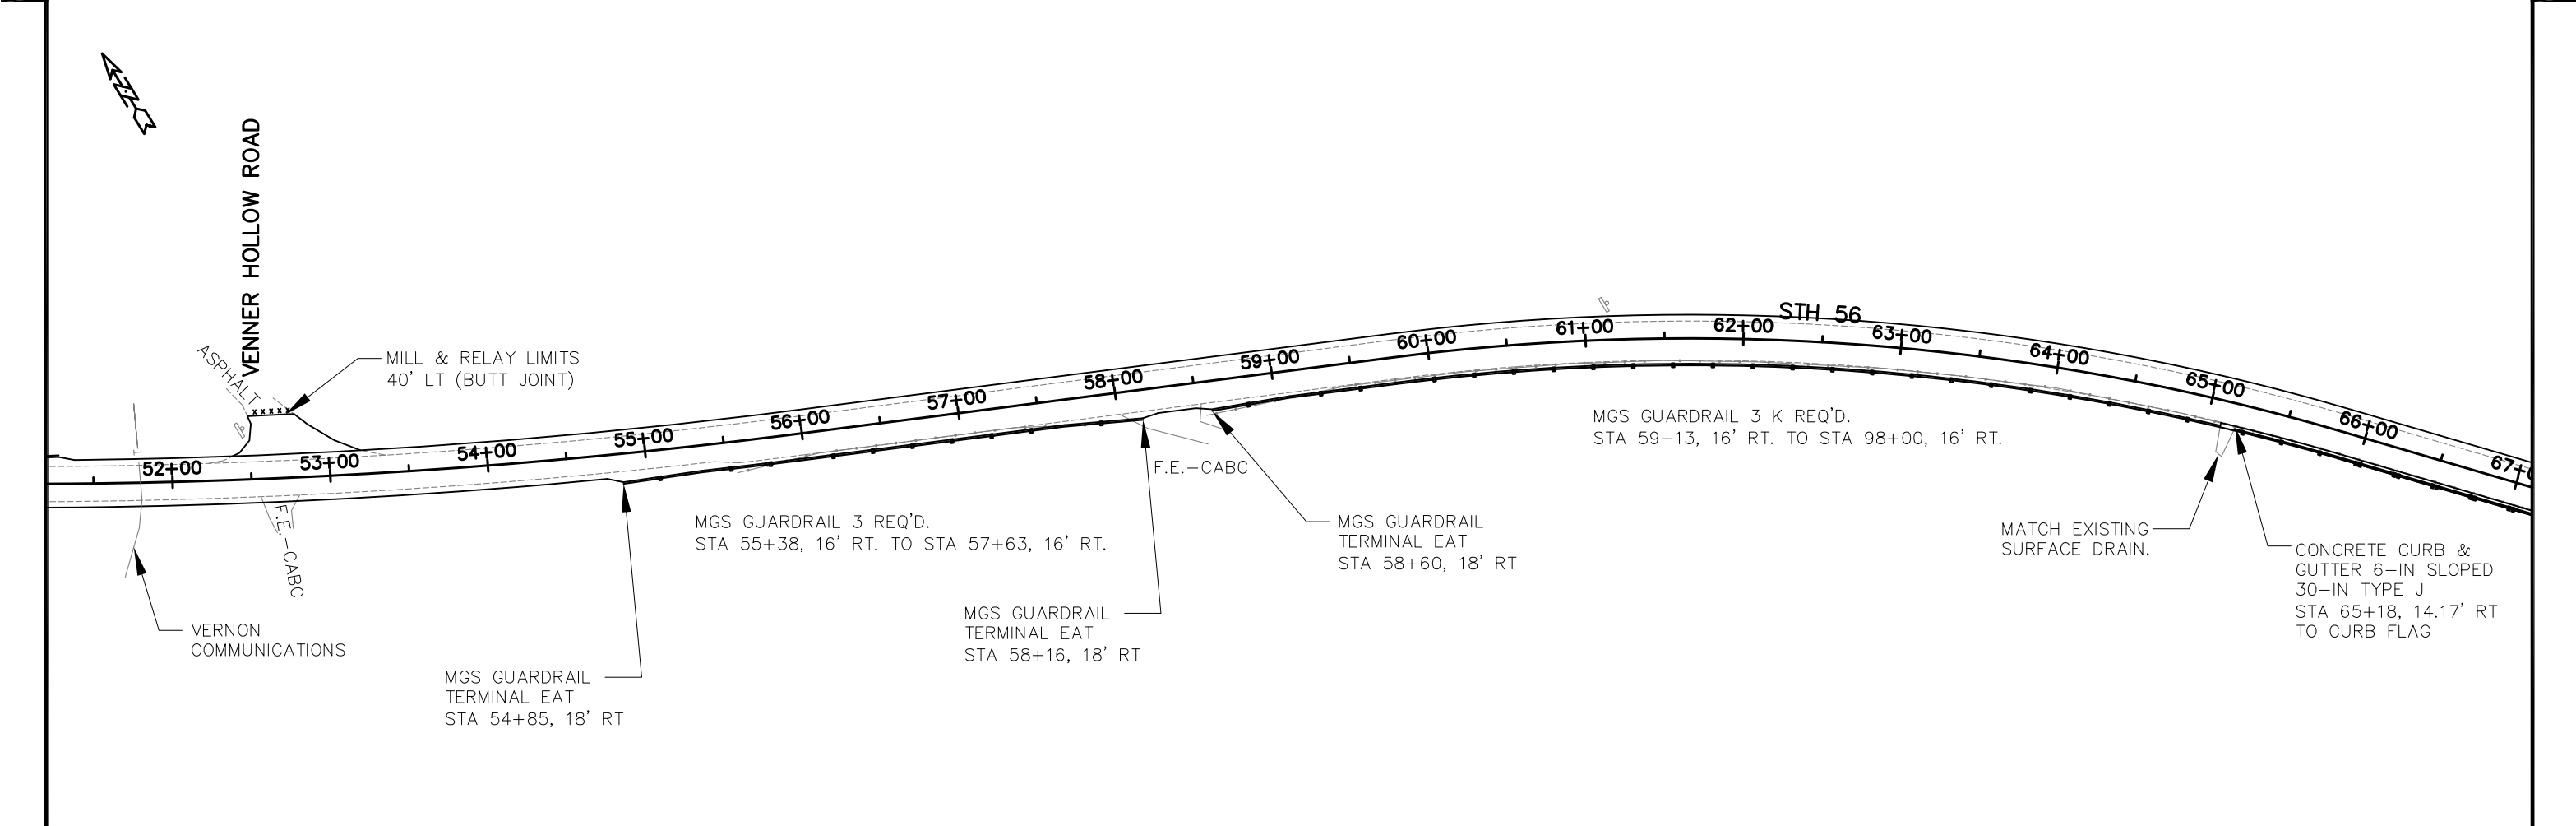 N
VENNER HOLLOW ROAD
ASPHALT
MILL & RELAY LIMITS
40' LT (BUTT JOINT)
STH 56
52+00
53+00
54+00
55+00
56+00
57+00
58+00
59+00
60+00
61+00
62+00
63+00
64+00
65+00
66+00
F.E.-CABC
VERNON
COMMUNICATIONS
MGS GUARDRAIL
TERMINAL EAT
STA 54+85, 18' RT
MGS GUARDRAIL 3 REQ'D.
STA 55+38, 16' RT. TO STA 57+63, 16' RT.
MGS GUARDRAIL
TERMINAL EAT
STA 58+16, 18' RT
F.E.-CABC
MGS GUARDRAIL
TERMINAL EAT
STA 58+60, 18' RT
MGS GUARDRAIL 3 K REQ'D.
STA 59+13, 16' RT. TO STA 98+00, 16' RT.
MATCH EXISTING
SURFACE DRAIN.
CONCRETE CURB &
GUTTER 6-IN SLOPED
30-IN TYPE J
STA 65+18, 14.17' RT
TO CURB FLAG